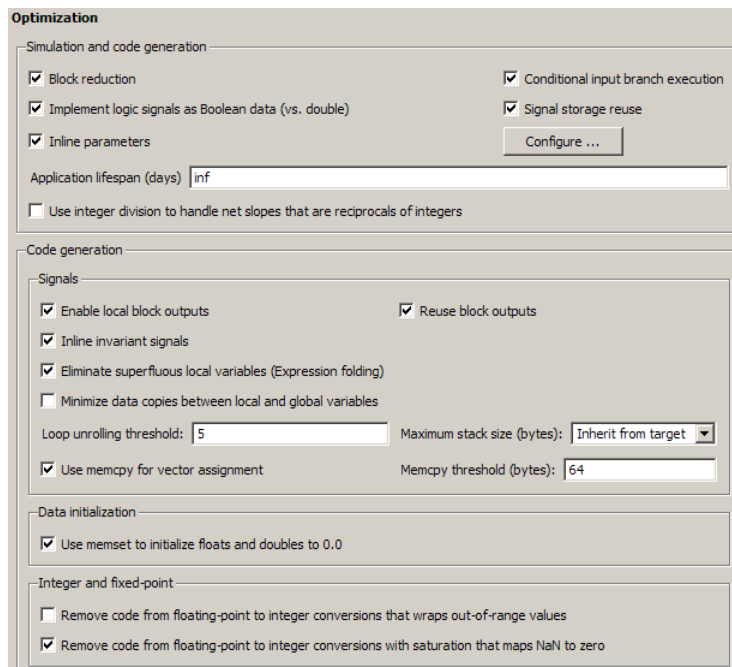 Optimization
Simulation and code generation
Block reduction
Conditional input branch execution
Implement logic signals as Boolean data (vs. double)
Signal storage reuse
Inline parameters
Configure ...
Application lifespan (days) inf
Use integer division to handle net slopes that are reciprocals of integers
Code generation
Signals
Enable local block outputs
Reuse block outputs
Inline invariant signals
Eliminate superfluous local variables (Expression folding)
Minimize data copies between local and global variables
Loop unrolling threshold: 5
Maximum stack size (bytes): Inherit from target
Use memcpy for vector assignment
Memcpy threshold (bytes): 64
Data initialization
Use memset to initialize floats and doubles to 0.0
Integer and fixed-point
Remove code from floating-point to integer conversions that wraps out-of-range values
Remove code from floating-point to integer conversions with saturation that maps NaN to zero